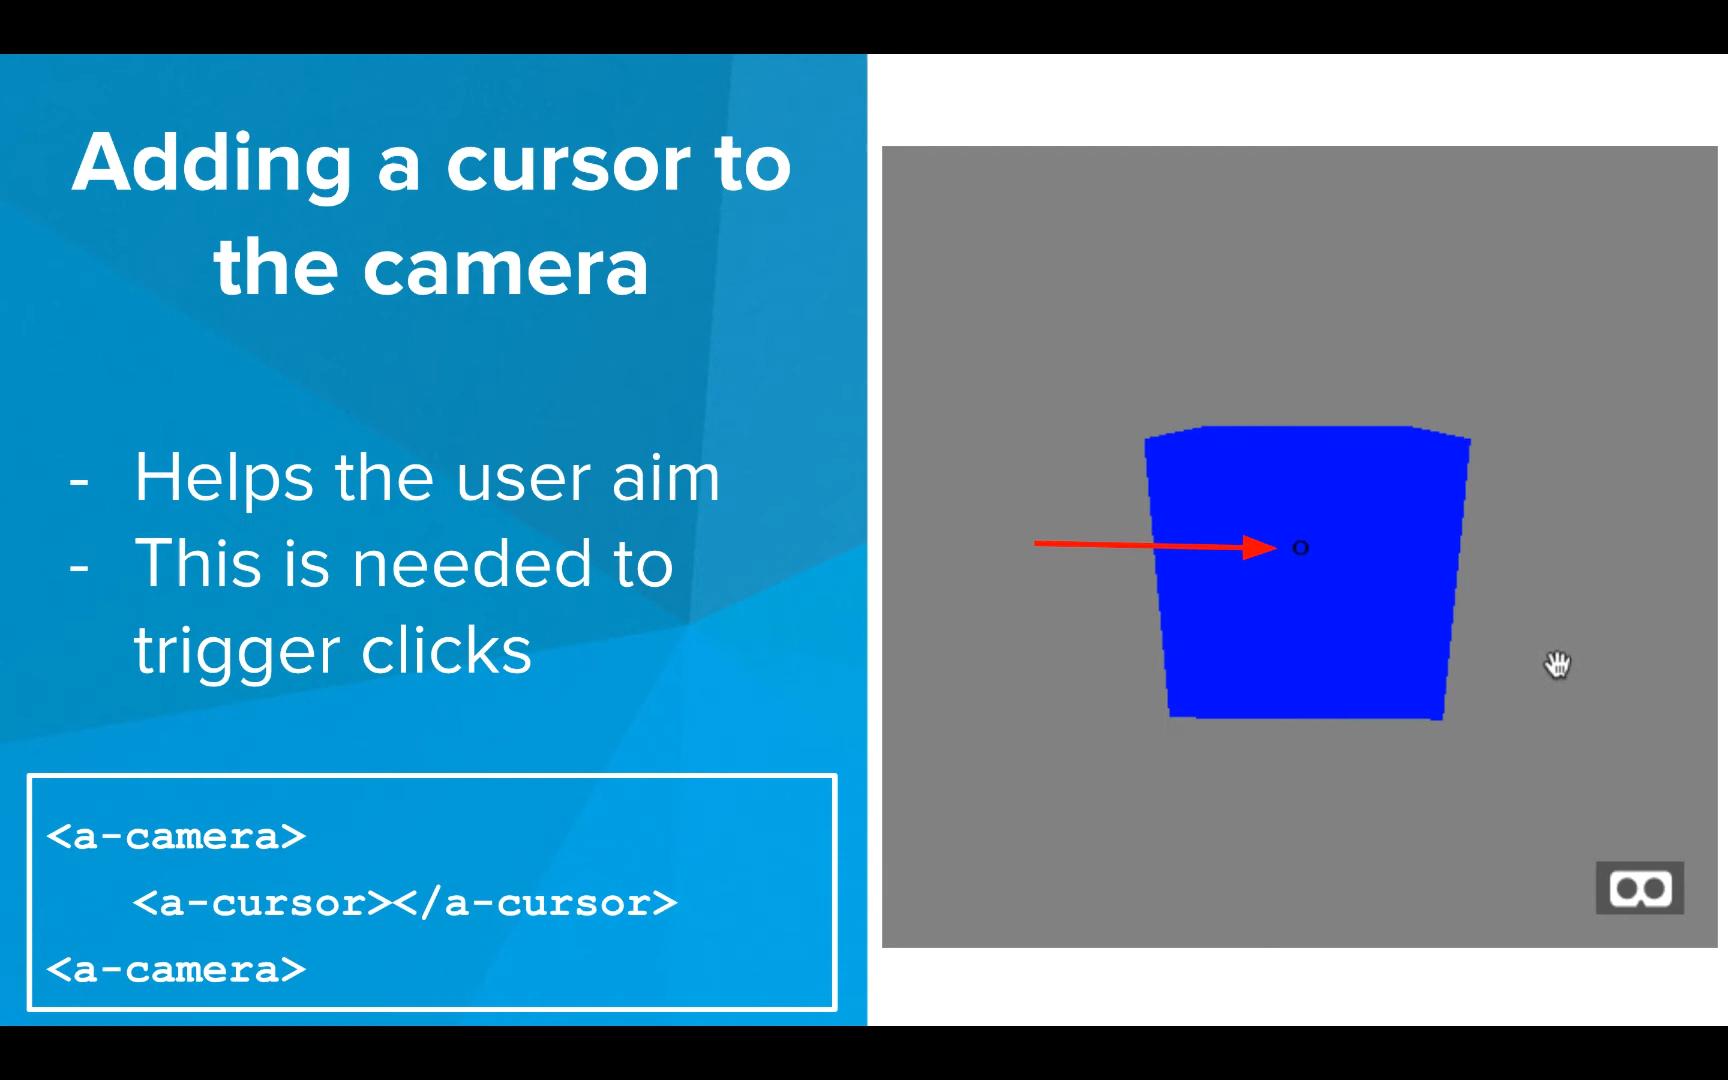 Adding a cursor to
the camera
- Helps the user aim
- This is needed to
trigger clicks
<a-camera>
<a-cursor></a-cursor>
<a-camera>